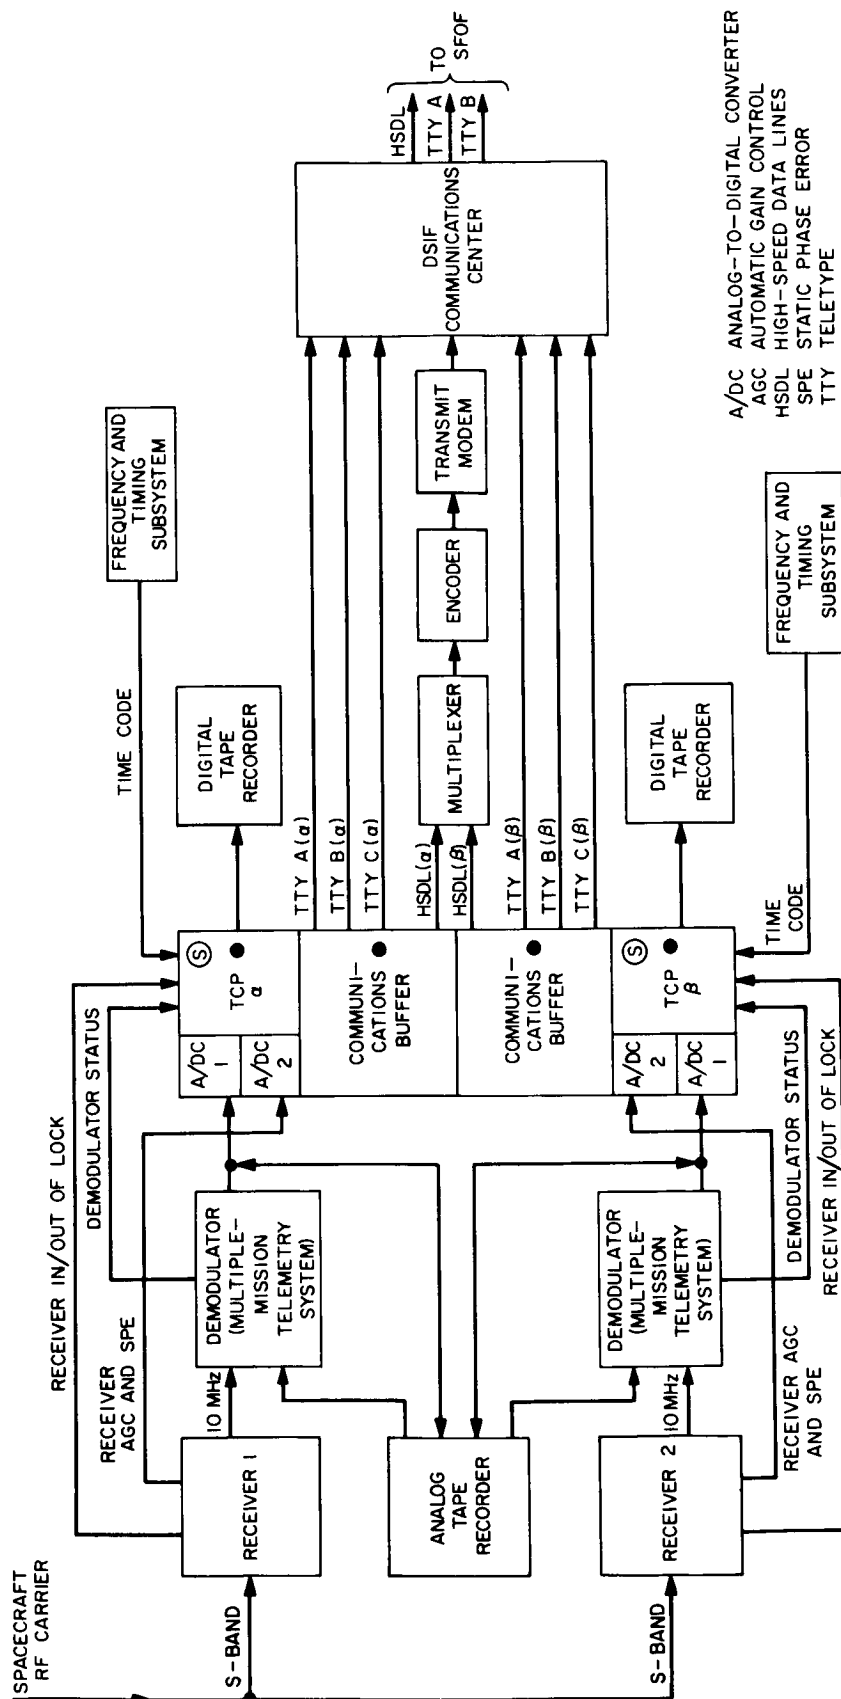 SPACECRAFT
RF CARRIER
S-BAND
S-BAND
RECEIVER 1
ANALOG
TAPE
RECORDER
RECEIVER 2
RECEIVER IN/OUT OF LOCK
DEMODULATOR STATUS
RECEIVER
AGC AND SPE
10 MHz
10 MHz
RECEIVER AGC
AND SPE
DEMODULATOR STATUS
RECEIVER IN/OUT OF LOCK
DEMODULATOR
(MULTIPLE-
MISSION
TELEMETRY
SYSTEM)
DEMODULATOR
(MULTIPLE-
MISSION
TELEMETRY
SYSTEM)
A/DC
1
A/DC
2
TCP
α
S
COMMUNI-
CATIONS
BUFFER
COMMUNI-
CATIONS
BUFFER
A/DC
2
A/DC
1
TCP
β
S
TIME CODE
TIME
CODE
DIGITAL
TAPE
RECORDER
TTY A(α)
TTY B(α)
TTY C(α)
HSDL(α)
HSDL(β)
TTY A(β)
TTY B(β)
TTY C(β)
DIGITAL
TAPE
RECORDER
MULTIPLEXER
ENCODER
TRANSMIT
MODEM
FREQUENCY AND
TIMING
SUBSYSTEM
FREQUENCY AND
TIMING
SUBSYSTEM
DSIF
COMMUNICATIONS
CENTER
HSDL
TTY A
TTY B
TO
SFOF
A/DC ANALOG-TO-DIGITAL CONVERTER
AGC AUTOMATIC GAIN CONTROL
HSDL HIGH-SPEED DATA LINES
SPE STATIC PHASE ERROR
TTY TELETYPE